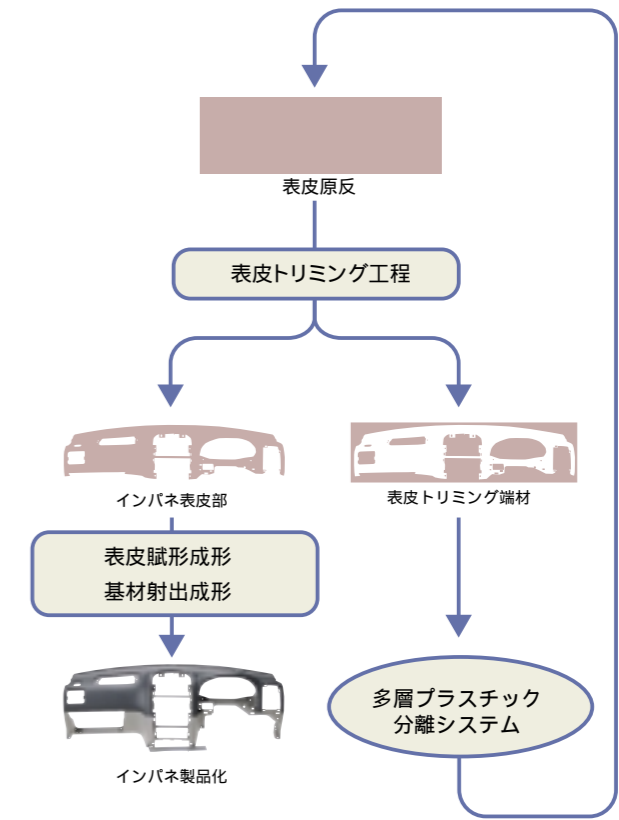 表皮原反
表皮トリミング工程
インパネ表皮部
表皮トリミング端材
表皮賦形成形
基材射出成形
多層プラスチック
分離システム
インパネ製品化